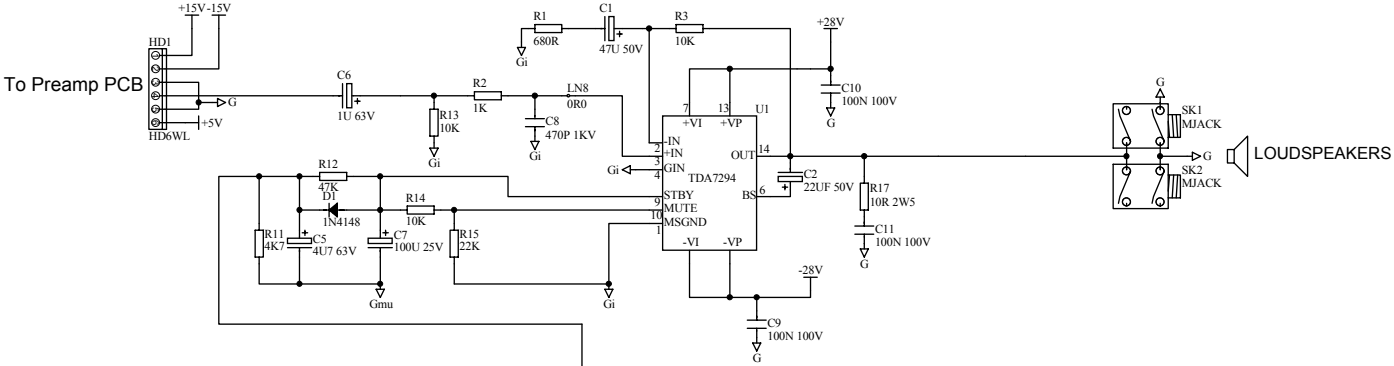 +15V -15V
HD1
To Preamp PCB
G
+5V
HD6WL
C6
1U 63V
R13
10K
Gi
R2
1K
C8
470P 1KV
Gi
LN8
0R0
R1
680R
Gi
C1
47U 50V
R3
10K
+28V
C10
100N 100V
G
7
13
U1
+VI
+VP
-IN
2
+IN
3
GIN
4
Gi
OUT
14
TDA7294
STBY
9
MUTE
10
MSGND
1
BS
6
-VI
-VP
C2
22UF 50V
R17
10R 2W5
C11
100N 100V
G
-28V
C9
100N 100V
G
R12
47K
D1
1N4148
R11
4K7
C5
4U7 63V
C7
100U 25V
Gmu
R14
10K
R15
22K
Gi
G
SK1
MJACK
G
SK2
MJACK
LOUDSPEAKERS